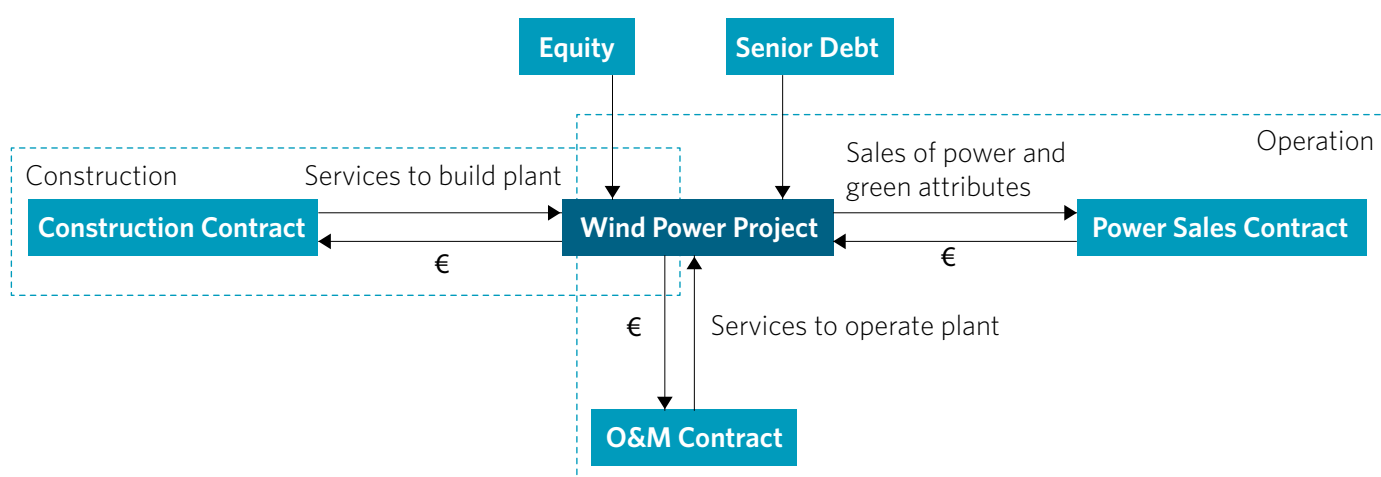 Equity
Senior Debt
Operation
Construction
Services to build plant
Sales of power and
green attributes
Construction Contract
Wind Power Project
Power Sales Contract
€
€
€
Services to operate plant
O&M Contract